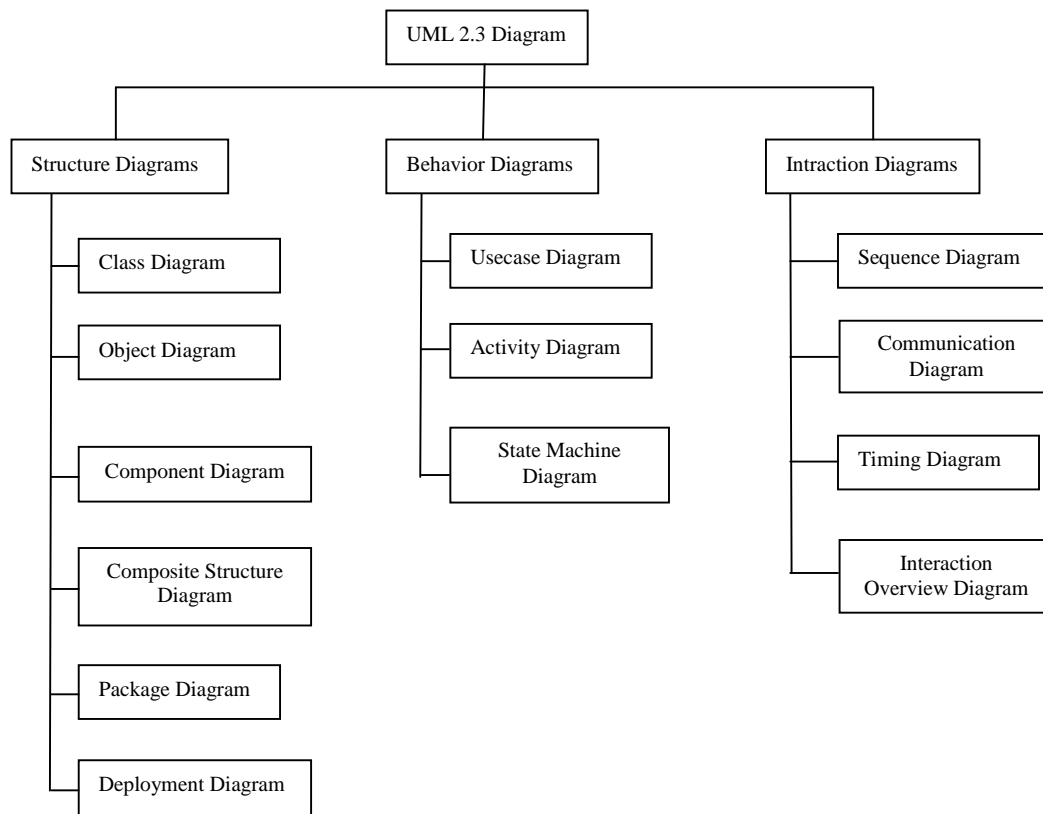 UML 2.3 Diagram
Structure Diagrams
Behavior Diagrams
Intraction Diagrams
Class Diagram
Object Diagram
Component Diagram
Composite Structure
Diagram
Package Diagram
Deployment Diagram
Usecase Diagram
Activity Diagram
State Machine
Diagram
Sequence Diagram
Communication
Diagram
Timing Diagram
Interaction
Overview Diagram